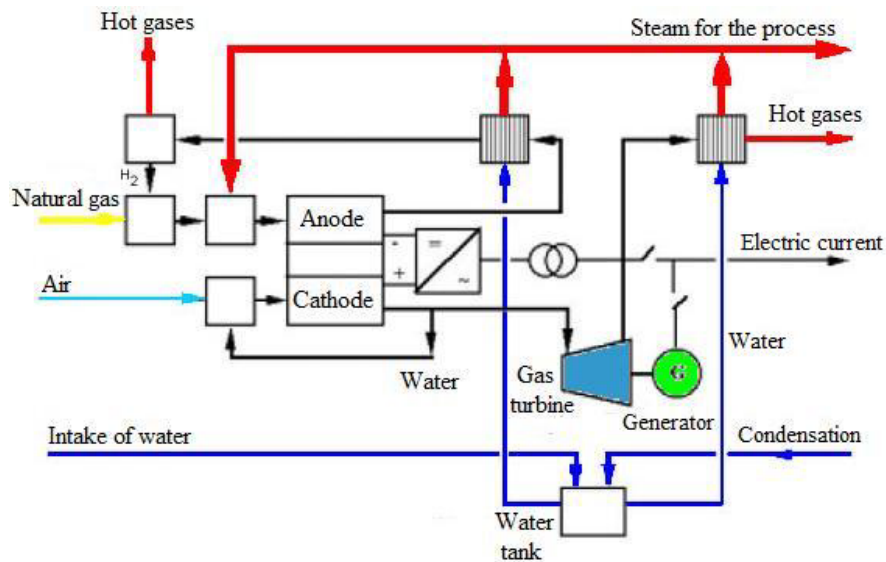 Hot gases
Steam for the process
Hot gases
H2
Natural gas
Anode
- =
Electric current
+ ~
Air
Cathode
Water
Gas
turbine
G
Water
Generator
Intake of water
Condensation
Water
tank